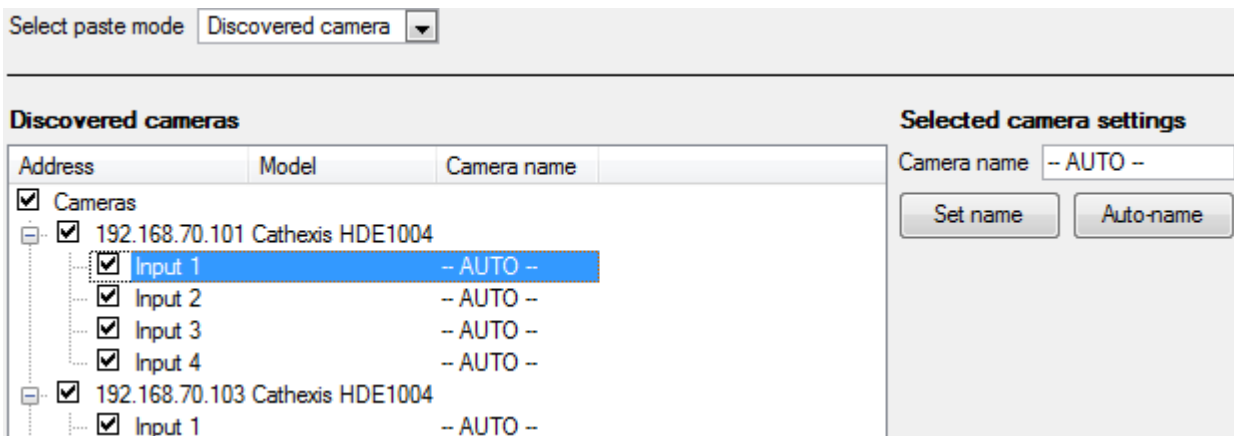 Select paste mode Discovered camera
Discovered cameras
Address Model Camera name
Cameras
192.168.70.101 Cathexis HDE1004
Input 1 -- AUTO --
Input 2 -- AUTO --
Input 3 -- AUTO --
Input 4 -- AUTO --
192.168.70.103 Cathexis HDE1004
Input 1 -- AUTO --
Selected camera settings
Camera name -- AUTO --
Set name Auto-name